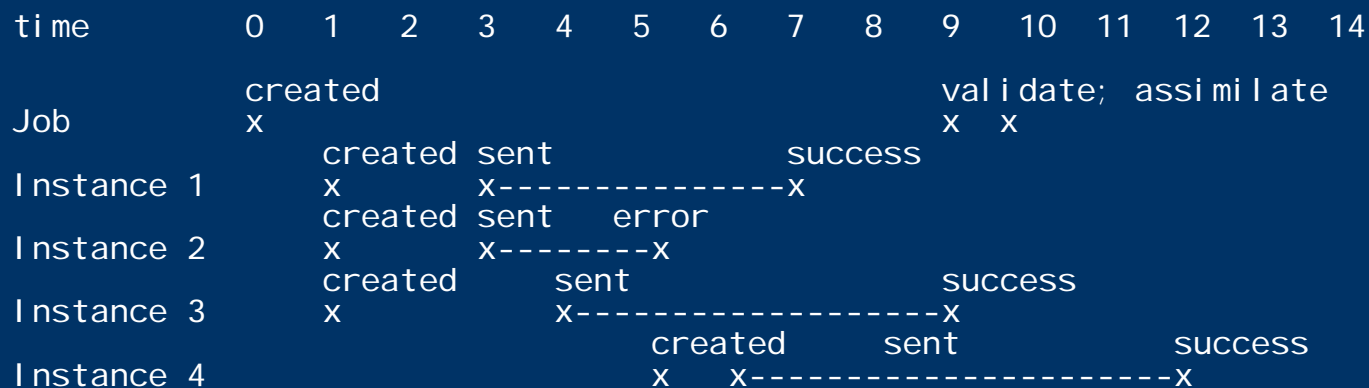 time 0 1 2 3 4 5 6 7 8 9 10 11 12 13 14
created validate; assimilate
Job x x x
created sent success
Instance 1 x x---------------x
created sent error
Instance 2 x x--------x
created sent success
Instance 3 x x-------------------x
created sent success
Instance 4 x x----------------------x